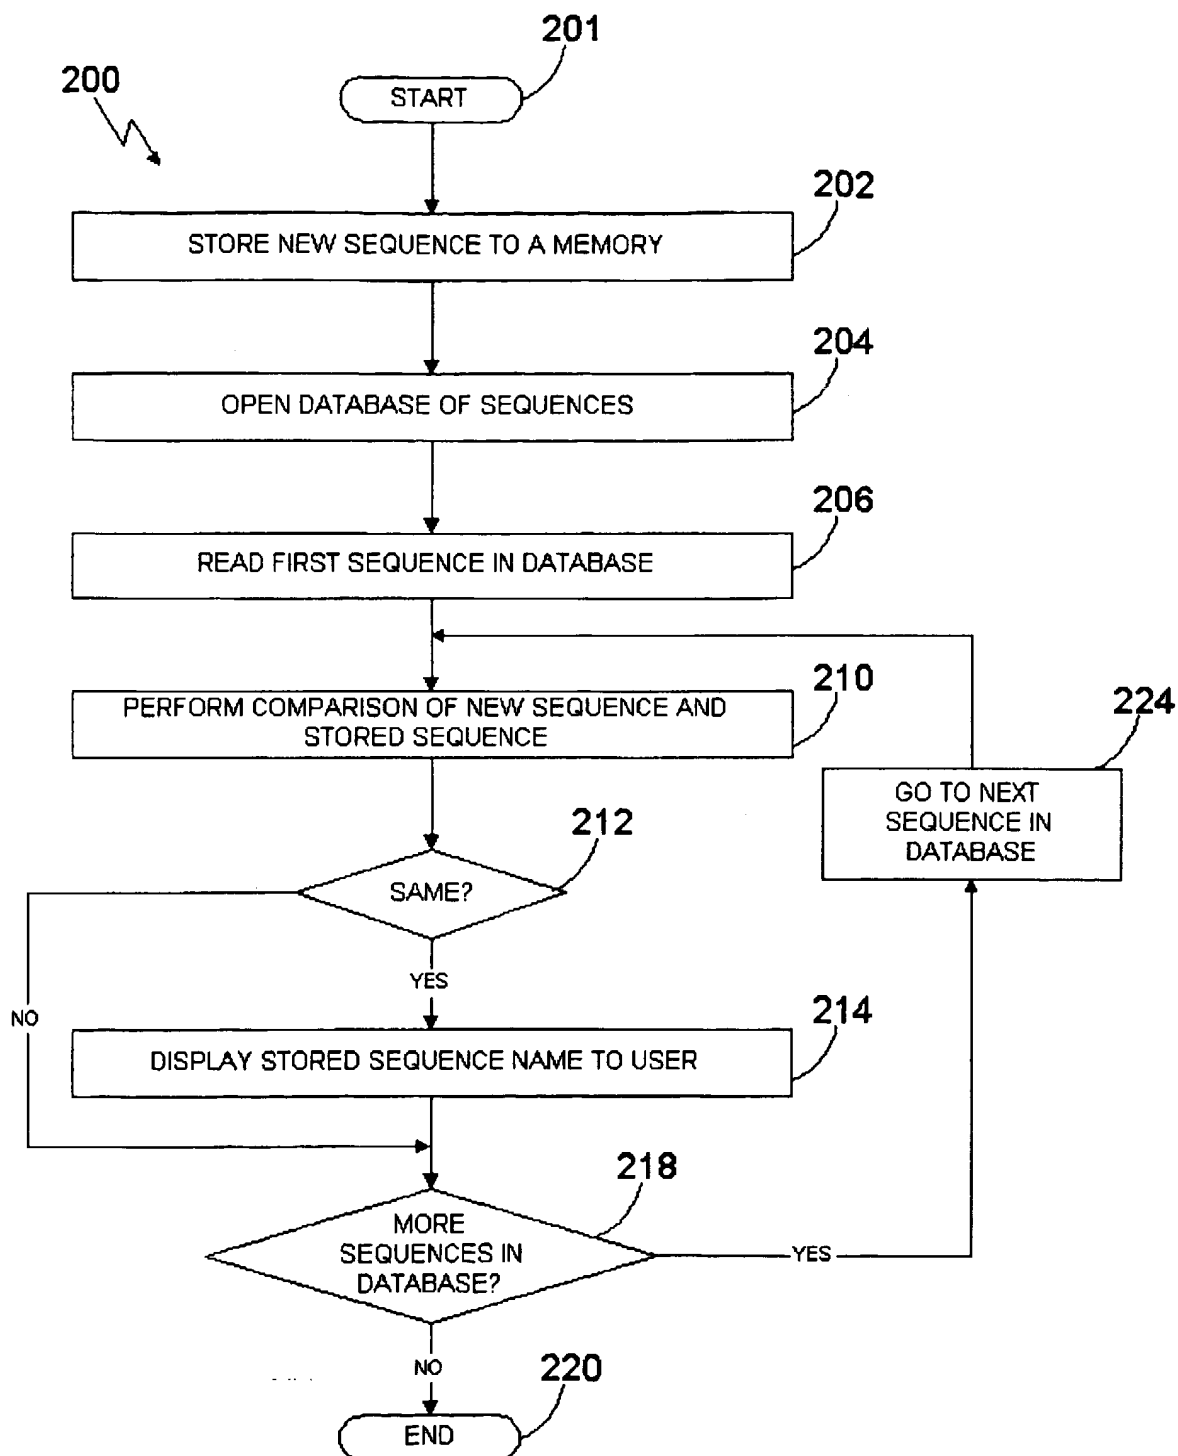 201
200
START
202
STORE NEW SEQUENCE TO A MEMORY
204
OPEN DATABASE OF SEQUENCES
206
READ FIRST SEQUENCE IN DATABASE
210
PERFORM COMPARISON OF NEW SEQUENCE AND
STORED SEQUENCE
224
GO TO NEXT
SEQUENCE IN
DATABASE
212
SAME?
YES
NO
214
DISPLAY STORED SEQUENCE NAME TO USER
218
MORE
SEQUENCES IN
DATABASE?
YES
NO
220
END